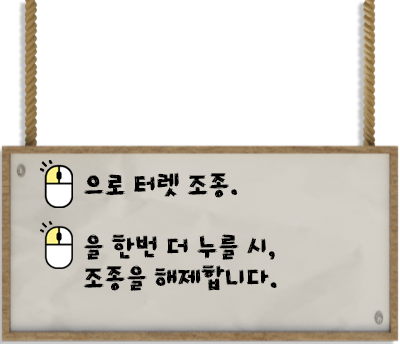 으로 터렛 조종.
을 한번 더 누를 시,
조종을 해제합니다.